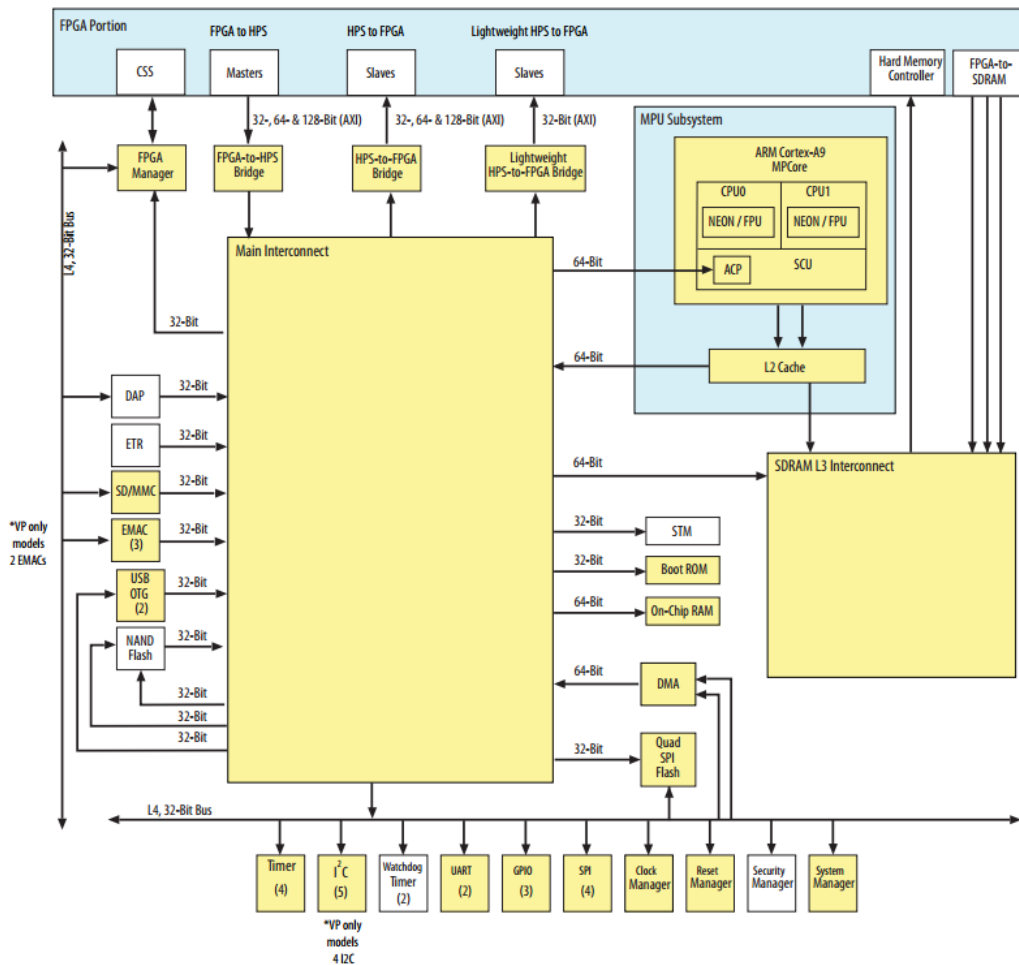 FPGA Portion
FPGA to HPS
HPS to FPGA
Lightweight HPS to FPGA
CSS
Masters
Slaves
Slaves
Hard Memory
Controller
FPGA-to-
SDRAM
32-, 64- & 128-Bit (AXI)
32-, 64- & 128-Bit (AXI)
32-Bit (AXI)
MPU Subsystem
FPGA
Manager
FPGA-to-HPS
Bridge
HPS-to-FPGA
Bridge
Lightweight
HPS-to-FPGA Bridge
ARM Cortex-A9
MPCore
CPU0
CPU1
NEON / FPU
NEON / FPU
ACP
SCU
L4, 32-Bit Bus
Main Interconnect
64-Bit
32-Bit
64-Bit
L2 Cache
DAP
32-Bit
ETR
32-Bit
64-Bit
SDRAM L3 Interconnect
SD/MMC
32-Bit
*VP only
models
2 EMACs
EMAC
(3)
32-Bit
32-Bit
STM
32-Bit
Boot ROM
USB
OTG
(2)
32-Bit
64-Bit
On-Chip RAM
NAND
Flash
32-Bit
64-Bit
DMA
32-Bit
32-Bit
32-Bit
32-Bit
Quad
SPI
Flash
L4, 32-Bit Bus
Timer
(4)
I²C
(5)
Watchdog
Timer
(2)
UART
(2)
GPIO
(3)
SPI
(4)
Clock
Manager
Reset
Manager
Security
Manager
System
Manager
*VP only
models
4 I2C